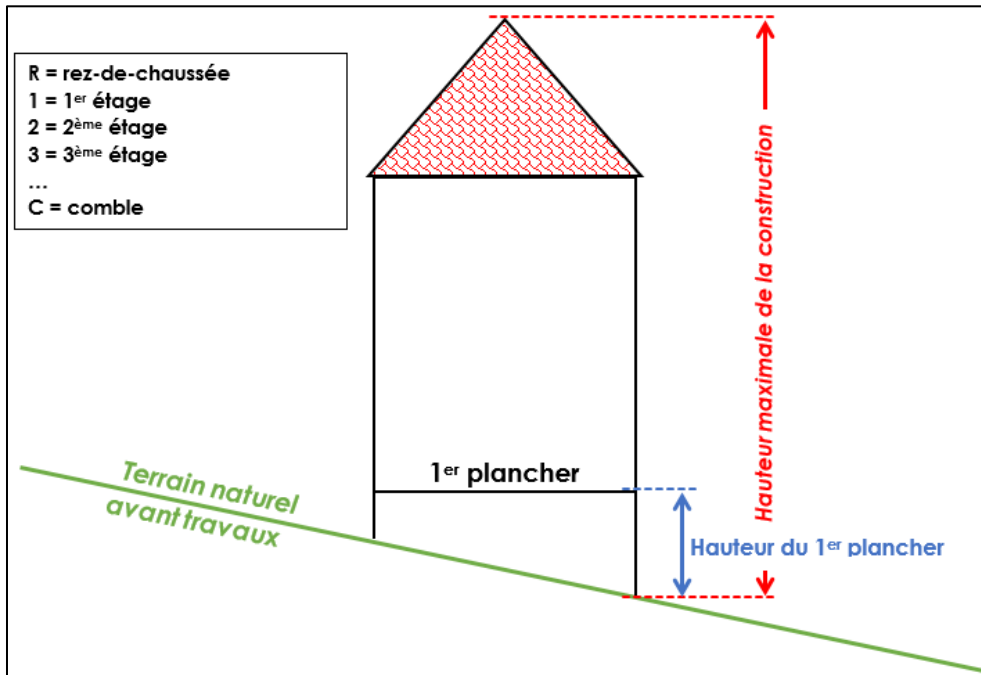 R = rez-de-chaussée
1 = 1er étage
2 = 2ème étage
3 = 3ème étage
...
C = comble
Hauteur maximale de la construction
1er plancher
Terrain naturel
avant travaux
Hauteur du 1er plancher